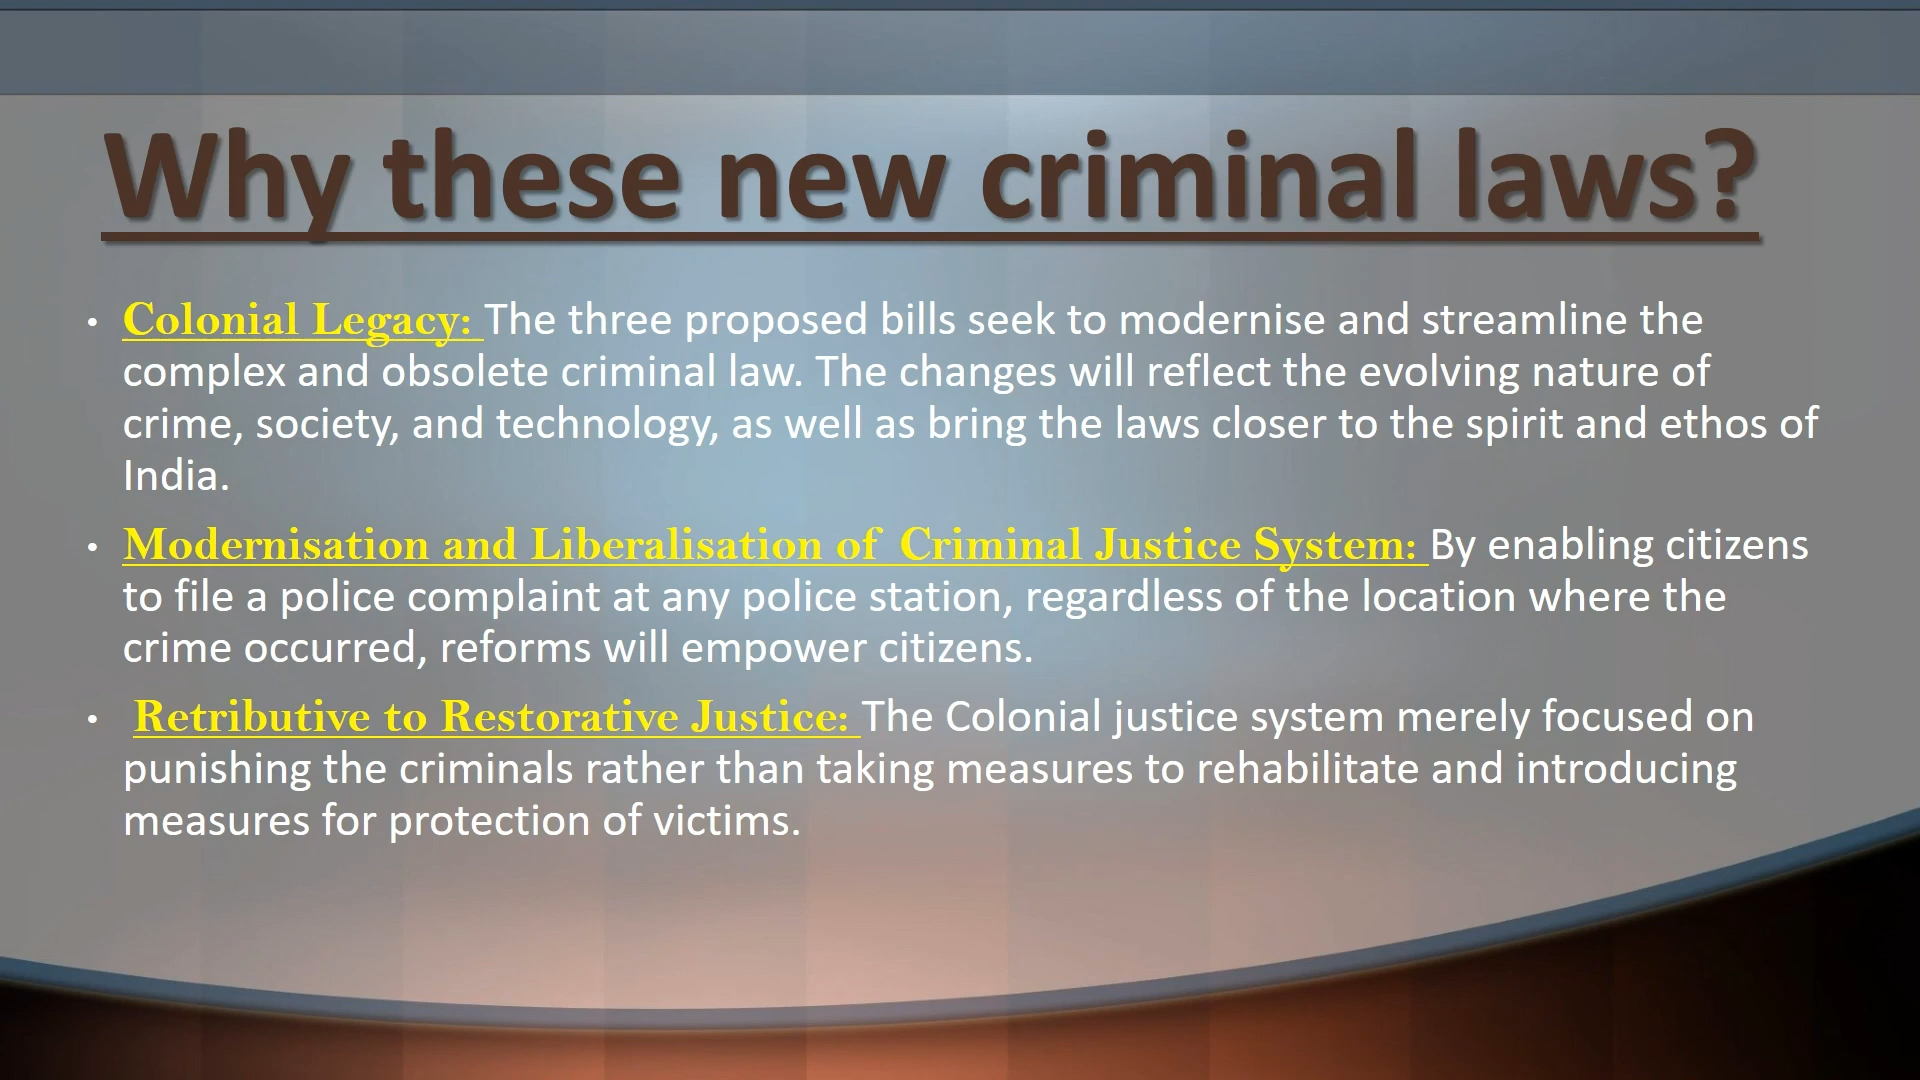 Why these new criminal laws?
• Colonial Legacy: The three proposed bills seek to modernise and streamline the
complex and obsolete criminal law. The changes will reflect the evolving nature of
crime, society, and technology, as well as bring the laws closer to the spirit and ethos of
India.
• Modernisation and Liberalisation of Criminal Justice System: By enabling citizens
to file a police complaint at any police station, regardless of the location where the
crime occurred, reforms will empower citizens.
• Retributive to Restorative Justice: The Colonial justice system merely focused on
punishing the criminals rather than taking measures to rehabilitate and introducing
measures for protection of victims.